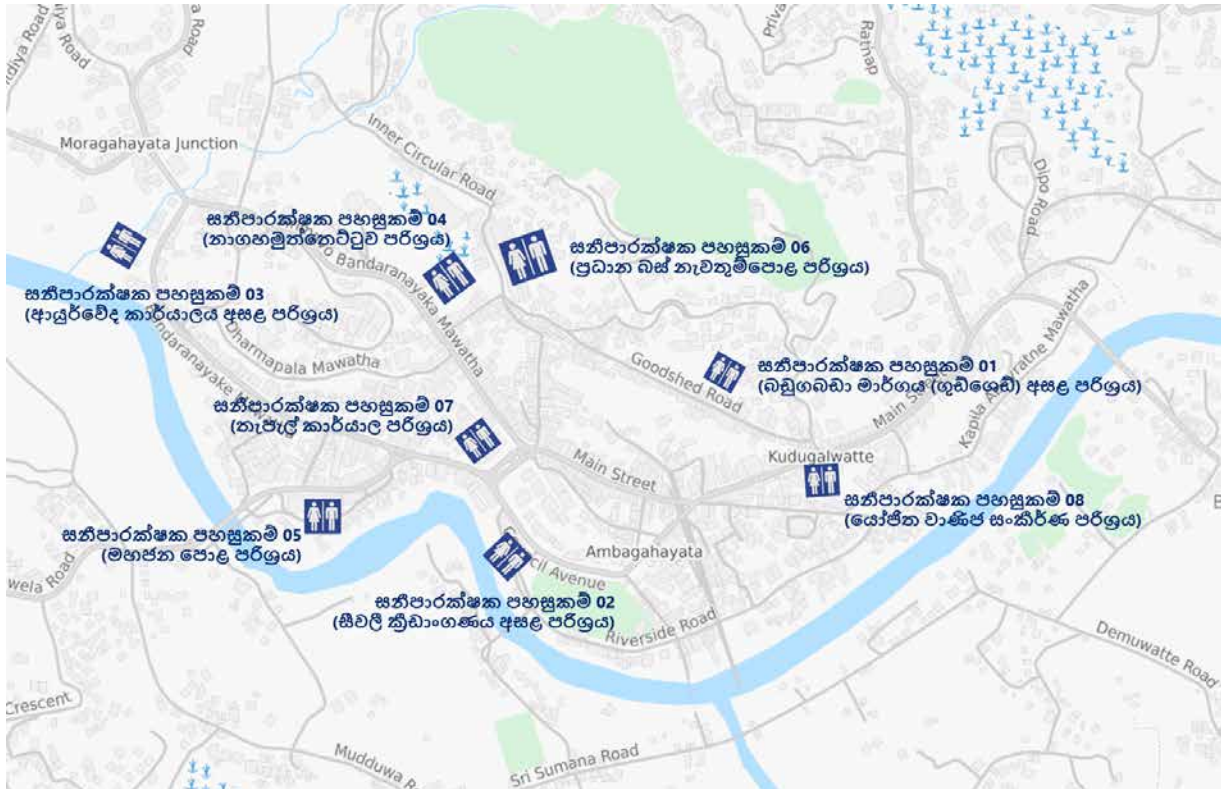 Road
Ratnap
Inner Circular Road
Moragahayata Junction
Dipo Road
සනීපාරක්ෂක පහසුකම් 04
(නාගහමුන්තෙට්ටුව පරිශ්‍රය)
සනීපාරක්ෂක පහසුකම් 06
(ප්‍රධාන බස් නැවතුම්පොළ පරිශ්‍රය)
Bandaranayaka Mawatha
සනීපාරක්ෂක පහසුකම් 03
(ආයුර්වේද කාර්යාලය අසළ පරිශ්‍රය)
Dharmapala Mawatha
Goodshed Road
සනීපාරක්ෂක පහසුකම් 01
(බඩුගබඩා මාර්ගය (ගුඩ්ශෙඩ්) අසළ පරිශ්‍රය)
සනීපාරක්ෂක පහසුකම් 07
(තැපැල් කාර්යාල පරිශ්‍රය)
Main Street
Kudugalwatte
සනීපාරක්ෂක පහසුකම් 08
(යෝජිත වාණිජ සංකීර්ණ පරිශ්‍රය)
සනීපාරක්ෂක පහසුකම් 05
(මහජන පොළ පරිශ්‍රය)
Ambagahayata
Avenue
සනීපාරක්ෂක පහසුකම් 02
(සීවලී ක්‍රීඩාංගණය අසළ පරිශ්‍රය)
Riverside Road
Demuwatte Road
Crescent
Mudduwa
Sri Sumana Road